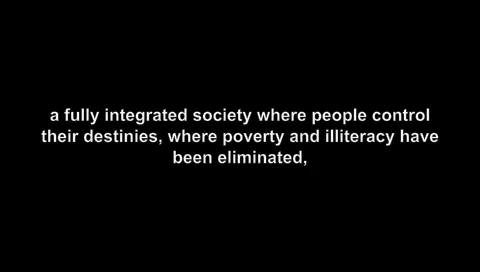 a fully integrated society where people control
their destinies, where poverty and illiteracy have
been eliminated,